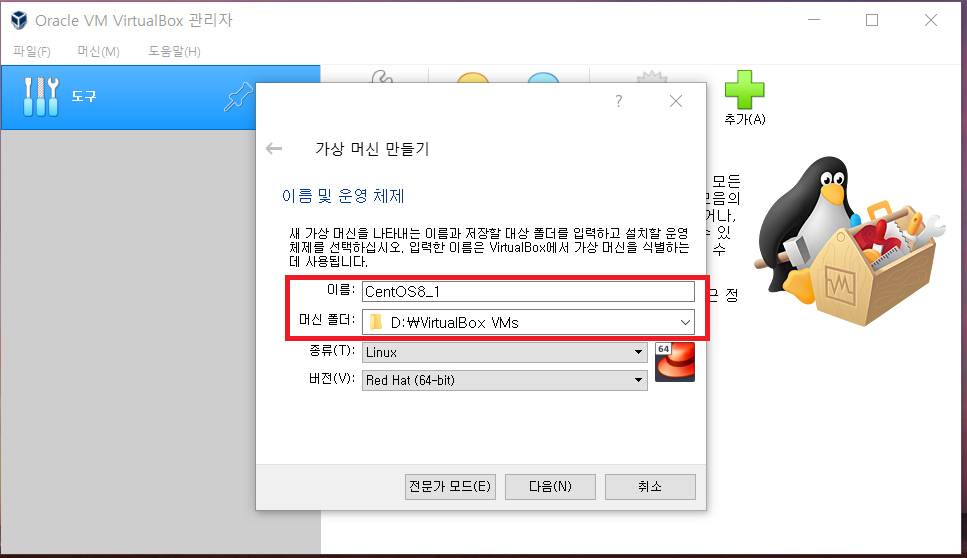 Oracle VM VirtualBox 관리자
파일(F) 머신(M) 도움말(H)
도구
추가(A)
?
가상 머신 만들기
이름 및 운영 체제
새 가상 머신을 나타내는 이름과 저장할 대상 폴더를 입력하고 설치할 운영
체제를 선택하십시오. 입력한 이름은 VirtualBox에서 가상 머신을 식별하는
데 사용됩니다.
이름: CentOS8_1
머신 폴더: D:₩VirtualBox VMs
종류(T): Linux
64
버전(V): Red Hat (64-bit)
전문가 모드(E) 다음(N) 취소
모든
거나,
수 있
수
정